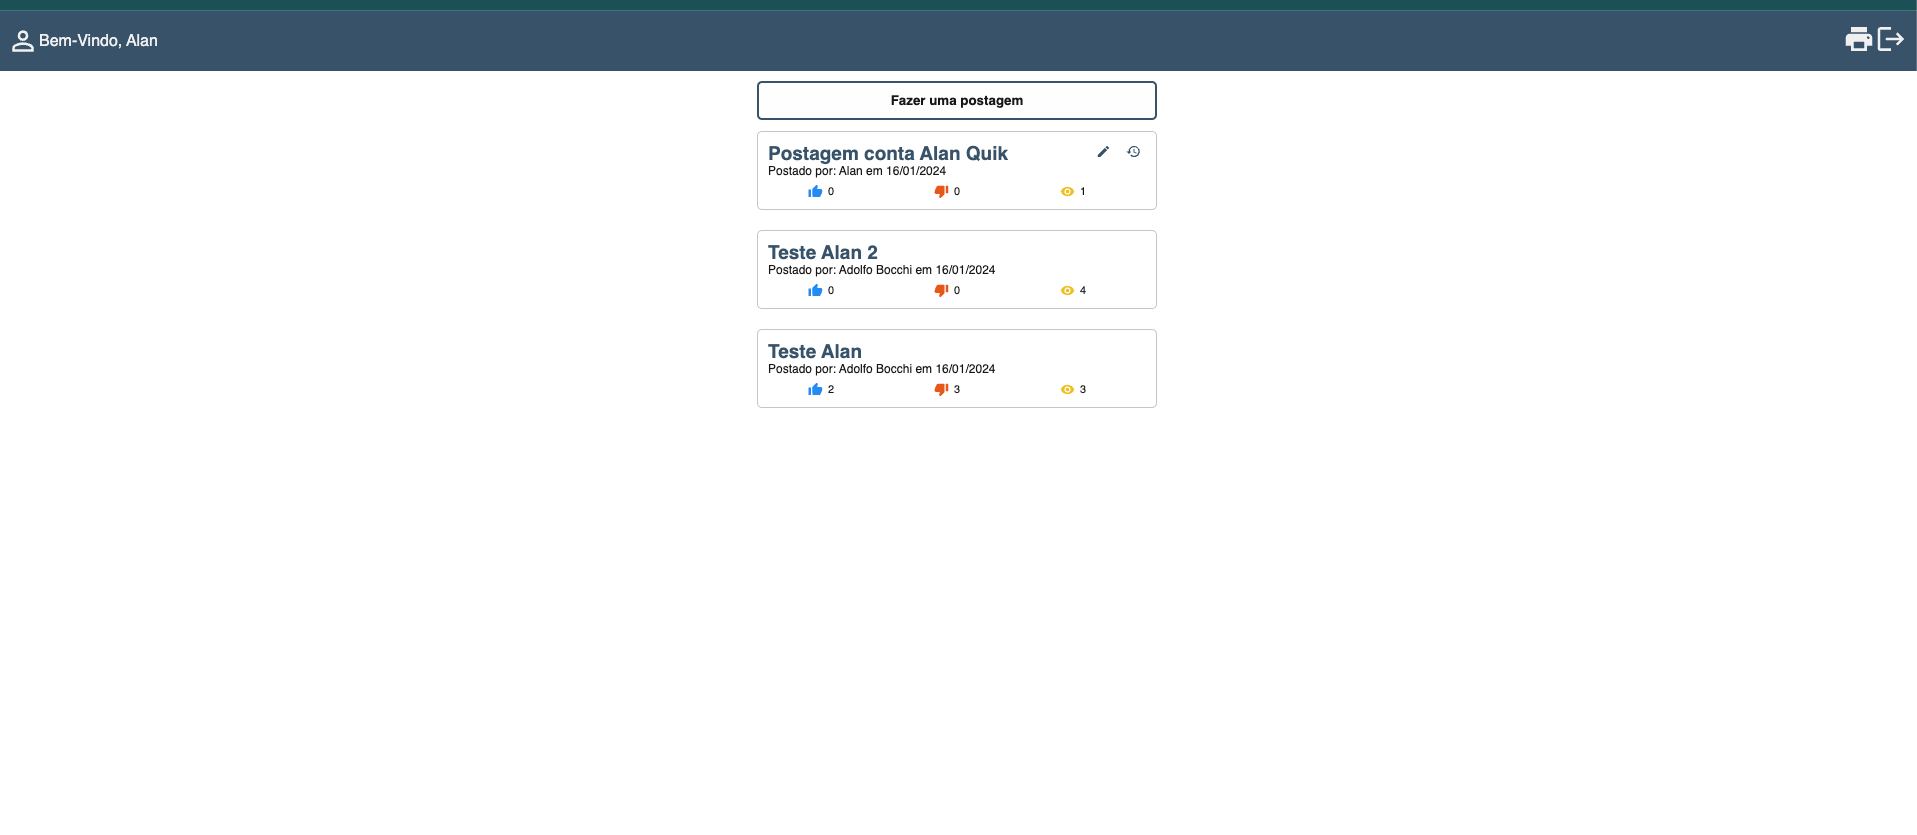 Bem-Vindo, Alan
Fazer uma postagem
Postagem conta Alan Quik
Postado por: Alan em 16/01/2024
0 0 1
Teste Alan 2
Postado por: Adolfo Bocchi em 16/01/2024
0 0 4
Teste Alan
Postado por: Adolfo Bocchi em 16/01/2024
2 3 3